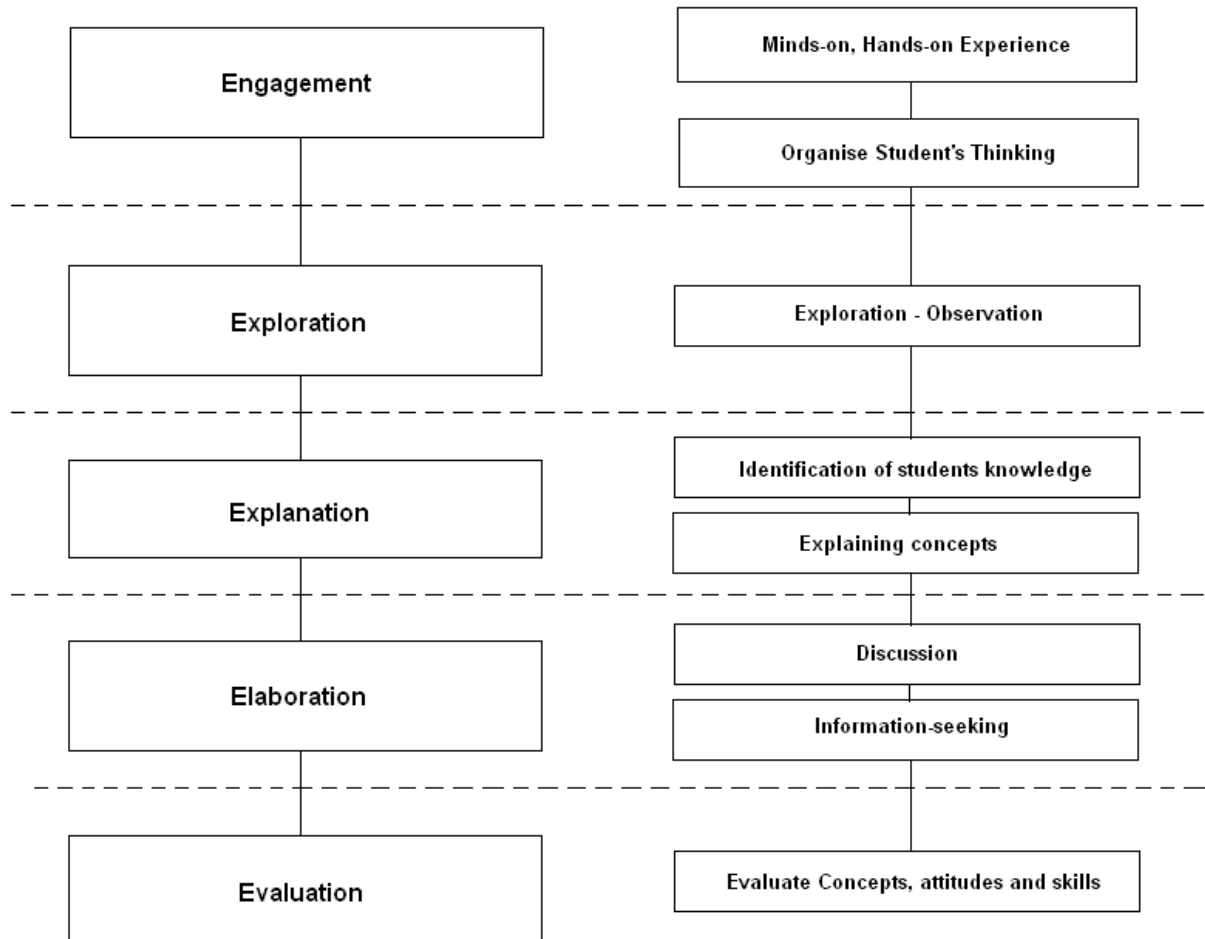 Engagement
Minds-on, Hands-on Experience
Organise Student's Thinking
Exploration
Exploration - Observation
Explanation
Identification of students knowledge
Explaining concepts
Elaboration
Discussion
Information-seeking
Evaluation
Evaluate Concepts, attitudes and skills